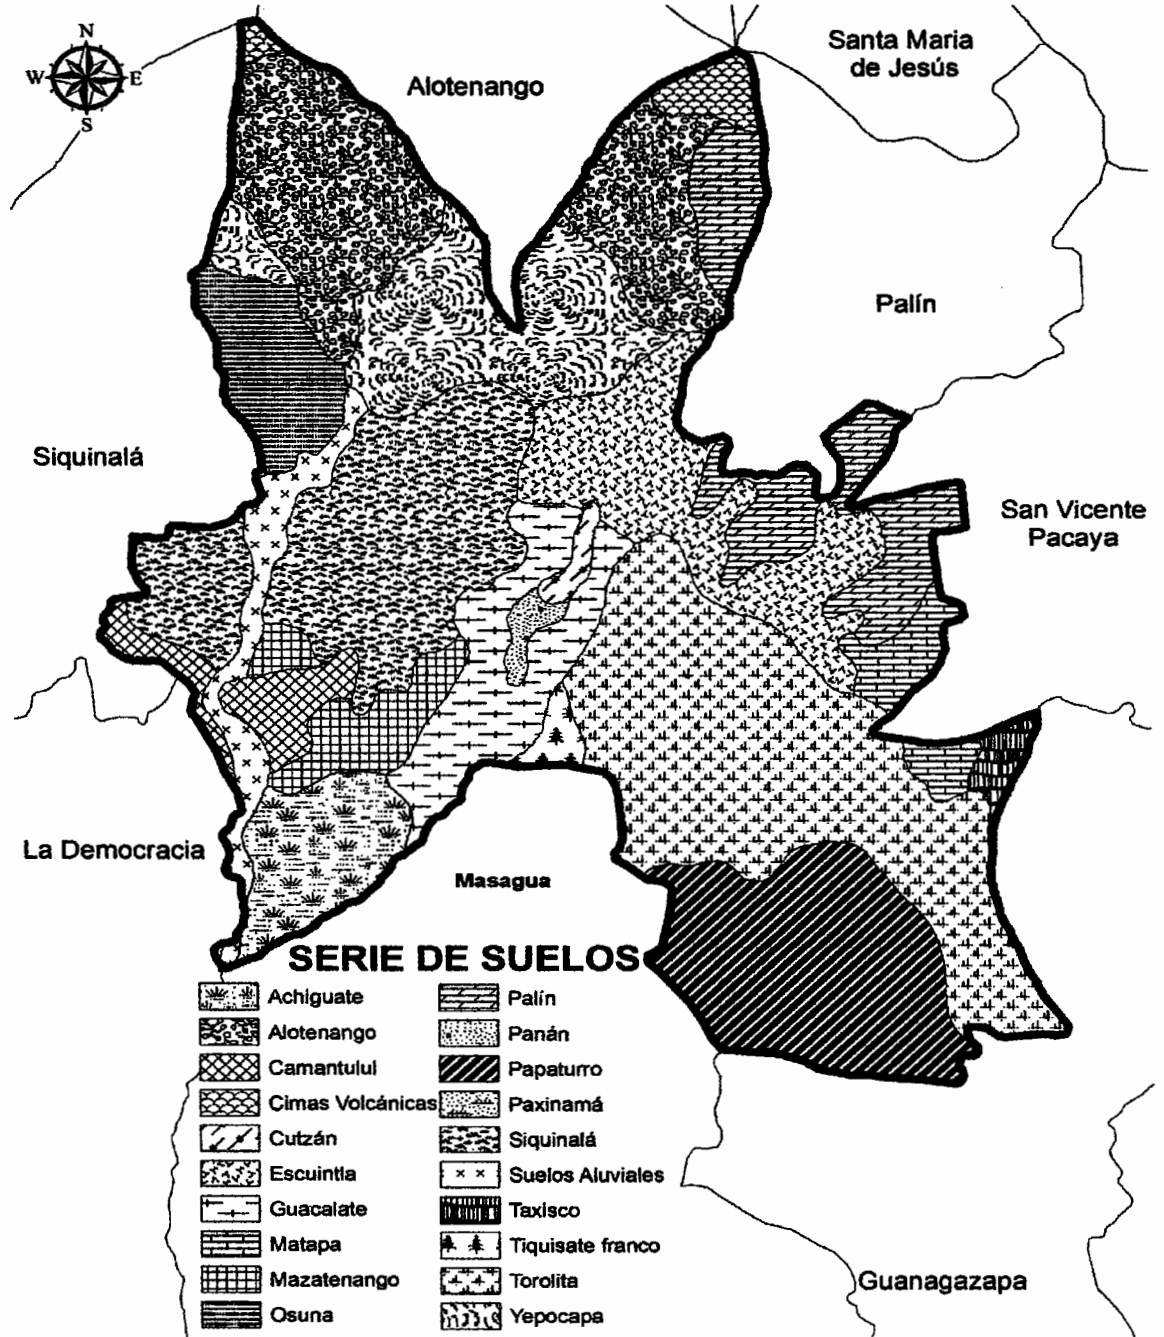 N
W E
S
Alotenango
Santa Maria
de Jesús
Palín
Siquinalá
San Vicente
Pacaya
La Democracia
Masagua
SERIE DE SUELOS
Achiguate
Palín
Alotenango
Panán
Camantulul
Papaturro
Cimas Volcánicas
Paxinamá
Cutzán
Siquinalá
Escuintla
Suelos Aluviales
Guacalate
Taxisco
Matapa
Tiquisate franco
Mazatenango
Torolita
Osuna
Yepocapa
Guanagazapa